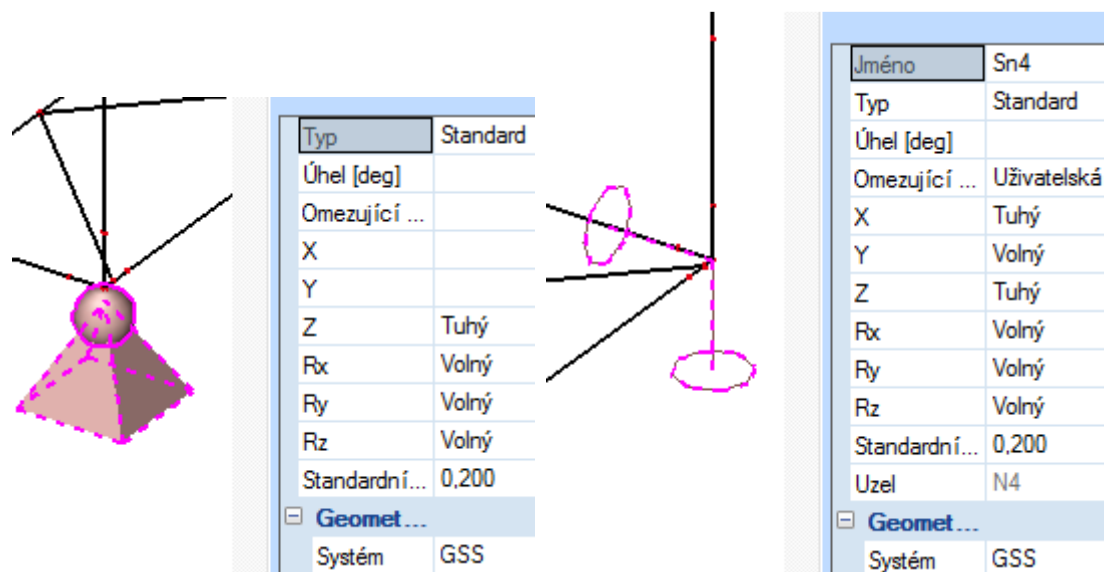 Typ Standard
Úhel [deg]
Omezující ...
X
Y
Z Tuhý
Rx Volný
Ry Volný
Rz Volný
Standardní... 0,200
Geomet...
Systém GSS
Jméno Sn4
Typ Standard
Úhel [deg]
Omezující ... Uživatelská
X Tuhý
Y Volný
Z Tuhý
Rx Volný
Ry Volný
Rz Volný
Standardní... 0,200
Uzel N4
Geomet...
Systém GSS